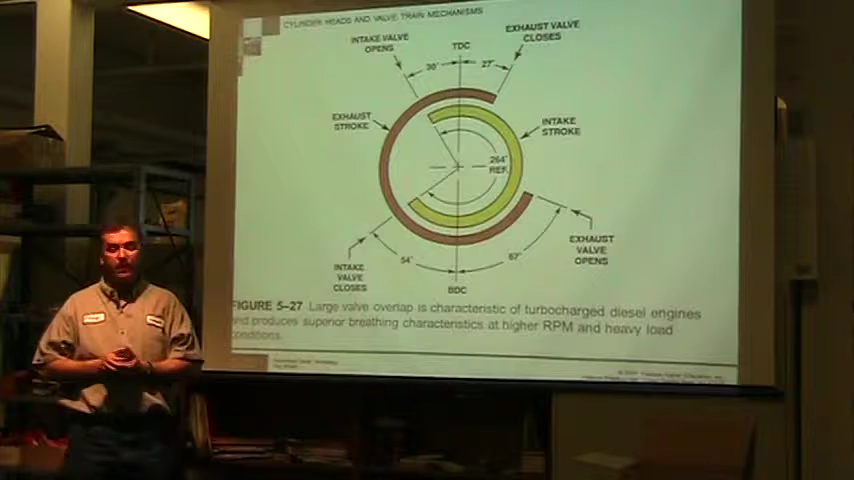 CYLINDER HEADS AND VALVE TRAIN MECHANISMS
INTAKE VALVE
OPENS
TDC
EXHAUST VALVE
CLOSES
27°
EXHAUST
STROKE
INTAKE
STROKE
264°
REF.
54°
67°
INTAKE
VALVE
CLOSES
BDC
EXHAUST
VALVE
OPENS
FIGURE 5–27 Large valve overlap is characteristic of turbocharged diesel engines
and produces superior breathing characteristics at higher RPM and heavy load
conditions.